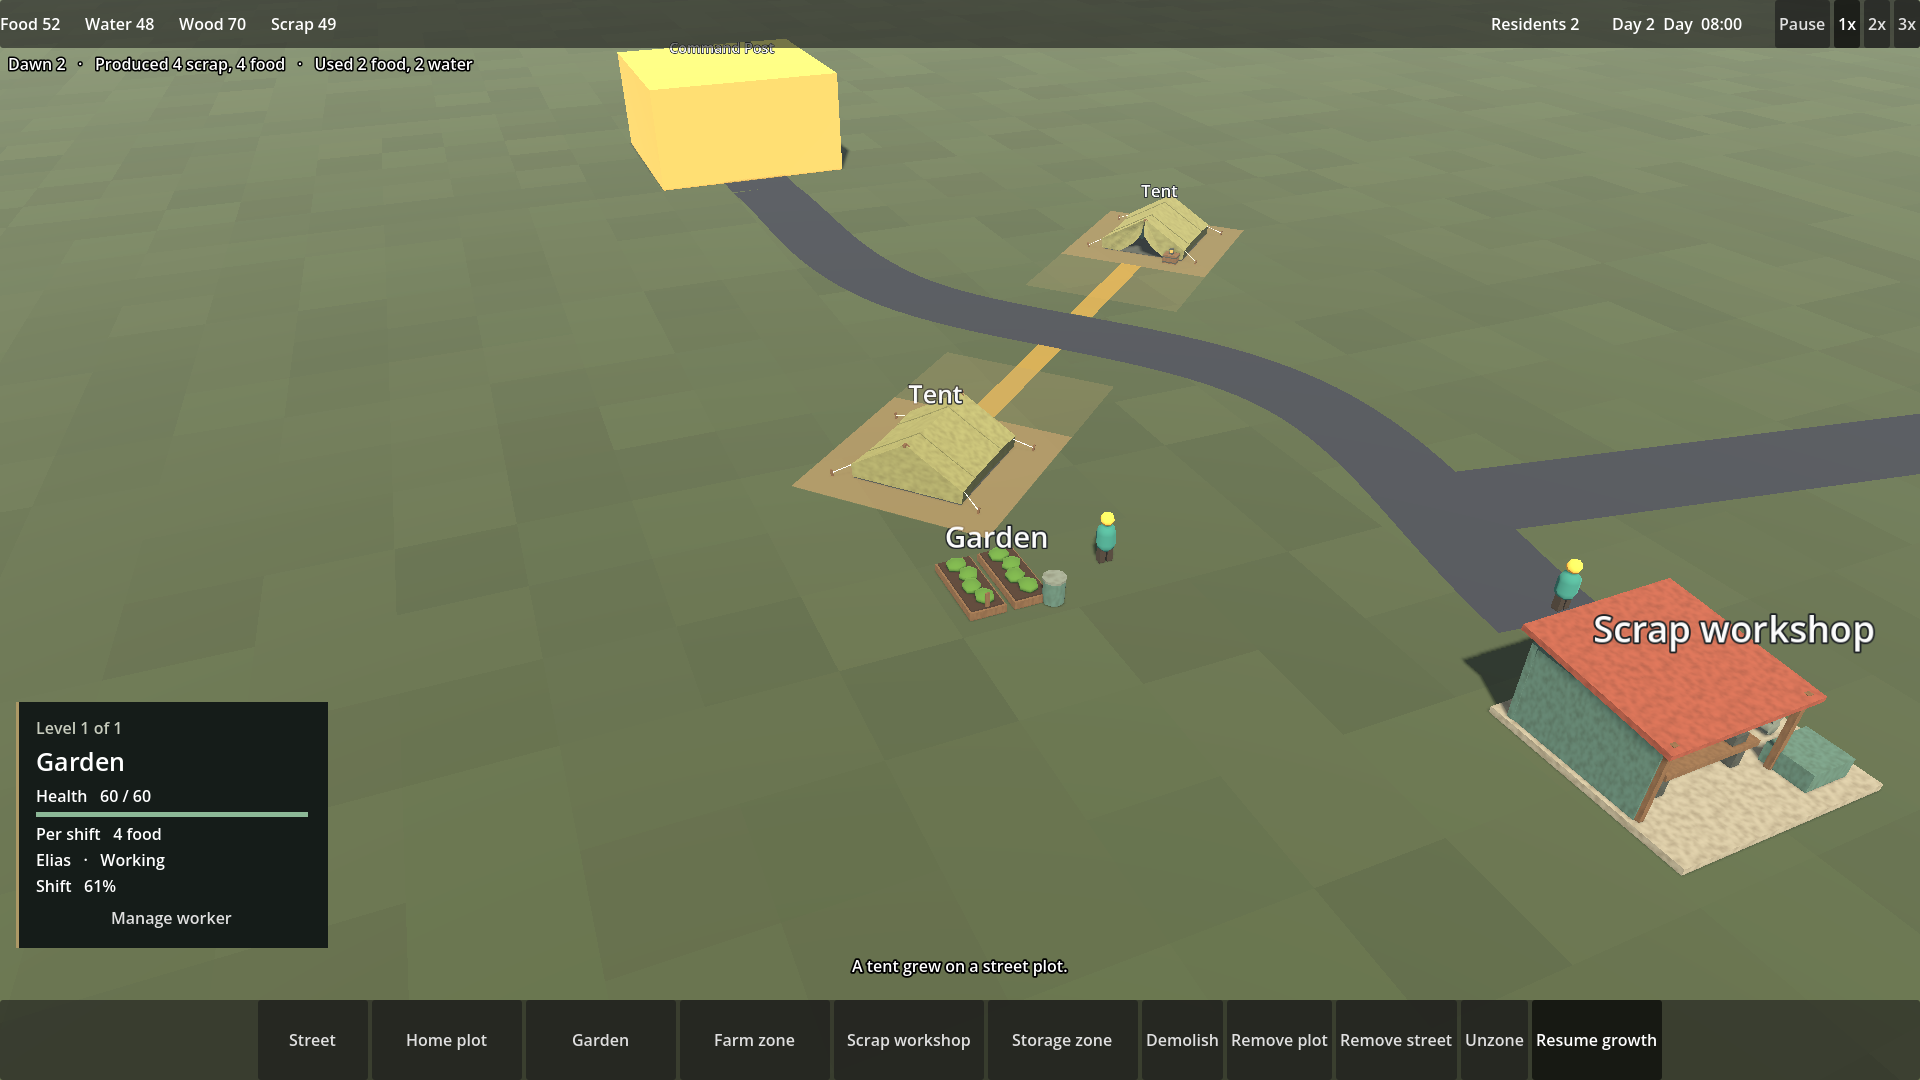 Food 52 Water 48 Wood 70 Scrap 49 Residents 2 Day 2 Day 08:00 Pause 1x 2x 3x
Command Post
Dawn 2 · Produced 4 scrap, 4 food · Used 2 food, 2 water
Tent
Tent
Garden
Scrap workshop
Level 1 of 1
Garden
Health 60 / 60
Per shift 4 food
Elias · Working
Shift 61%
Manage worker
A tent grew on a street plot.
Street Home plot Garden Farm zone Scrap workshop Storage zone Demolish Remove plot Remove street Unzone Resume growth